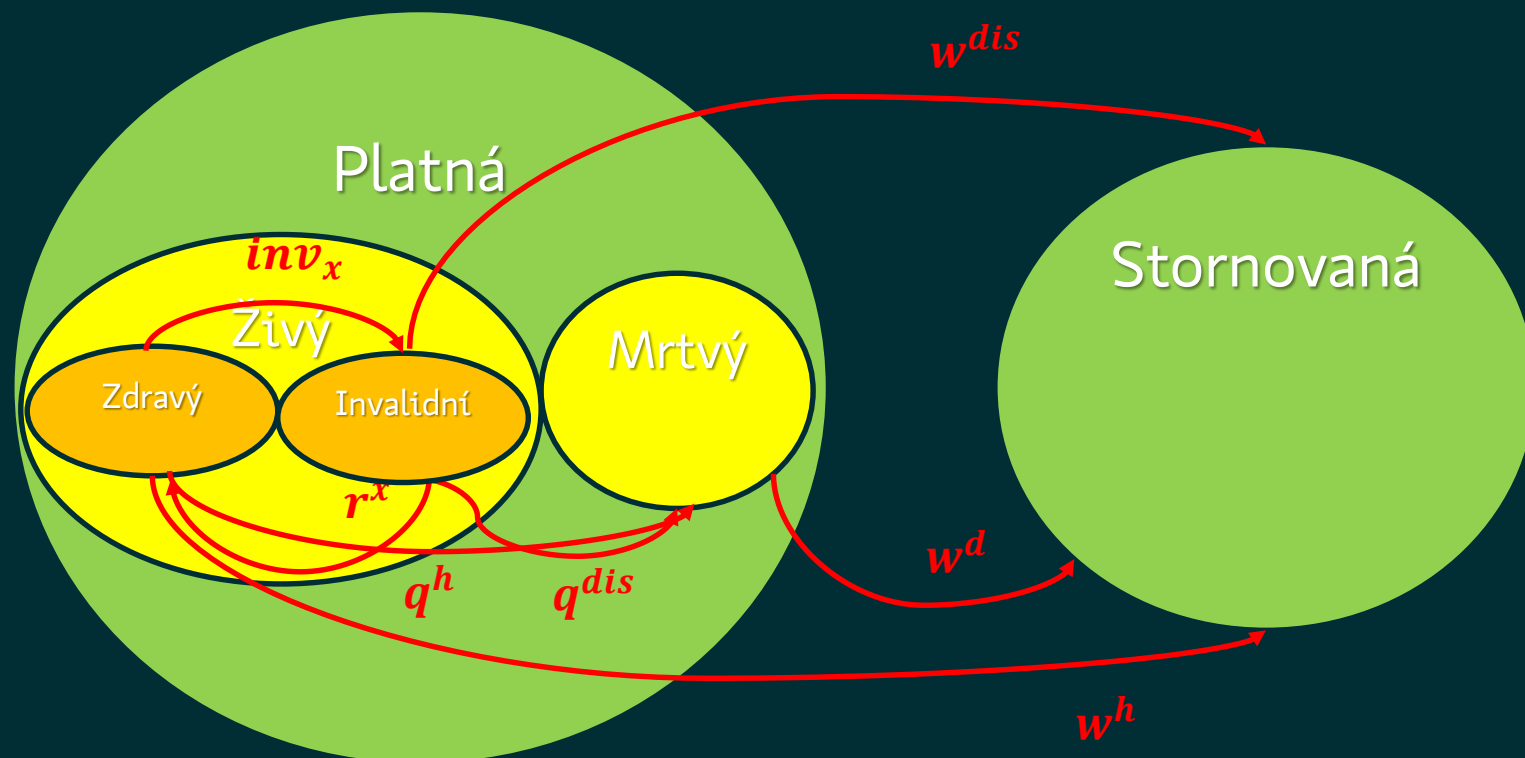 w^dis
Platná
inv_x
Stornovaná
Živý
Mrtvý
Zdravý
Invalidní
r^x
w^d
q^h
q^dis
w^h